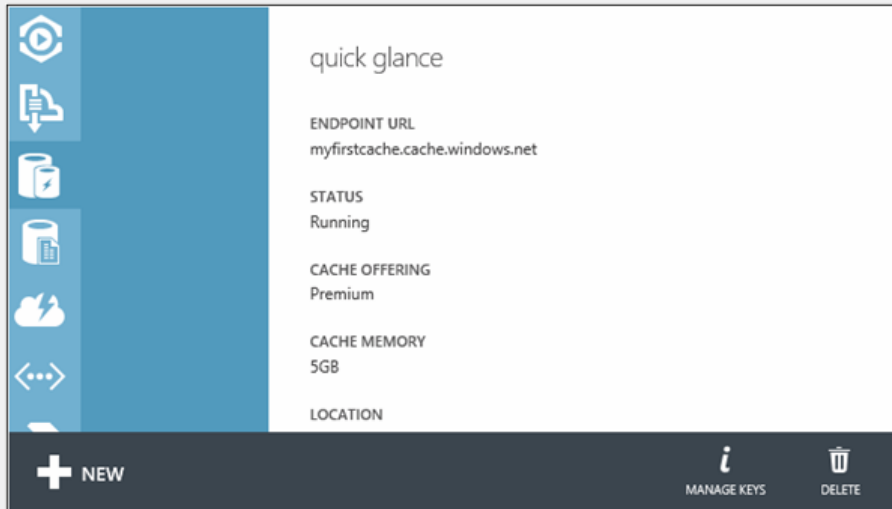 quick glance
ENDPOINT URL
myfirstcache.cache.windows.net
STATUS
Running
CACHE OFFERING
Premium
CACHE MEMORY
5GB
LOCATION
NEW
MANAGE KEYS
DELETE